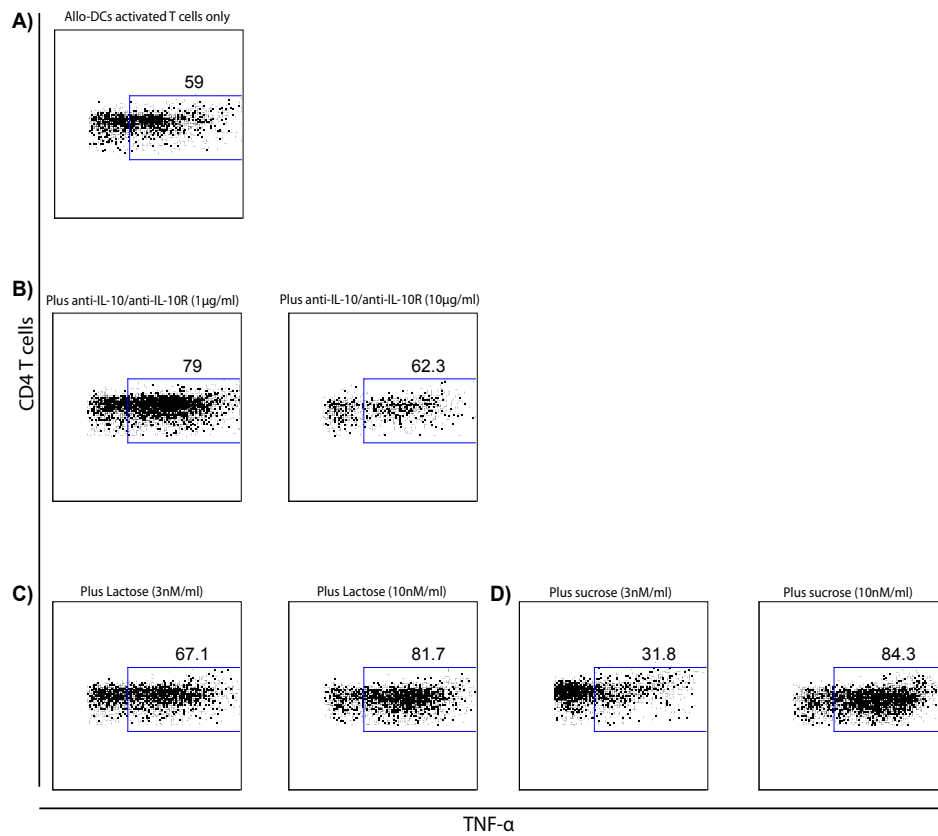 A)
Allo-DCs activated T cells only
59
B)
Plus anti-IL-10/anti-IL-10R (1µg/ml)
Plus anti-IL-10/anti-IL-10R (10µg/ml)
79
62.3
CD4 T cells
C)
Plus Lactose (3nM/ml)
Plus Lactose (10nM/ml)
D)
Plus sucrose (3nM/ml)
Plus sucrose (10nM/ml)
67.1
81.7
31.8
84.3
TNF-α